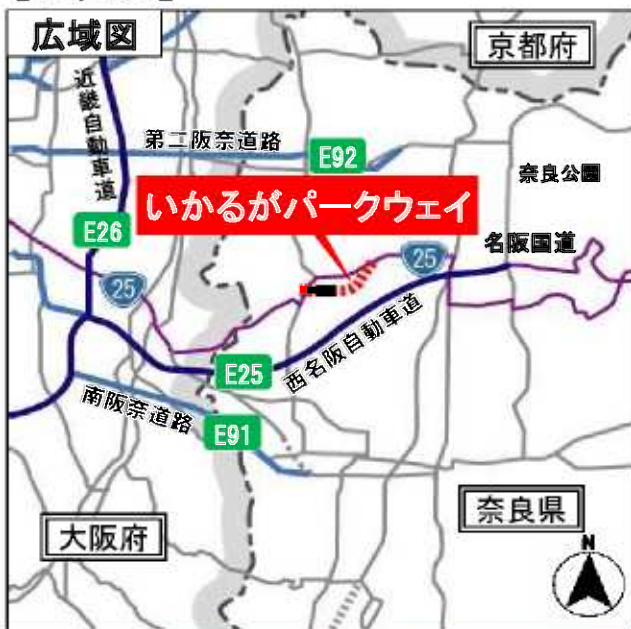 広域図
京都府
近畿自動車道
第二阪奈道路
E92
奈良公園
いかるがパークウェイ
E26
25
名阪国道
25
西名阪自動車道
E25
南阪奈道路
E91
奈良県
大阪府
N